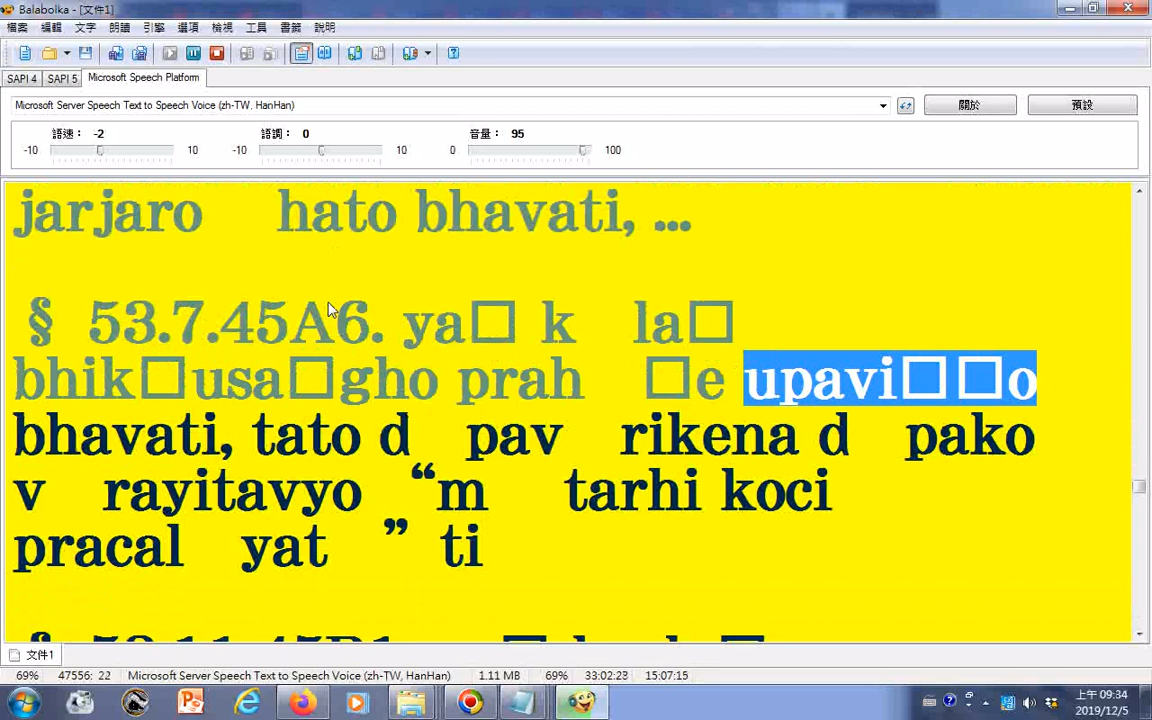 Balabolka - [文件1]
檔案 編輯 文字 朗讀 引擎 選項 檢視 工具 書籤 說明
SAPI 4 SAPI 5 Microsoft Speech Platform
Microsoft Server Speech Text to Speech Voice (zh-TW, HanHan) 關於 預設
語速： -2 語調： 0 音量： 95
-10 10 -10 10 0 100
jarjaro hato bhavati, ...
§ 53.7.45A6. ya□ k la□
bhik□usa□gho prah □e upavi□□o
bhavati, tato d pav rikena d pako
v rayitavyo “m tarhi koci
pracal yat ” ti
文件1
69% 47556: 22 Microsoft Server Speech Text to Speech Voice (zh-TW, HanHan) 1.11 MB 69% 33:02:23 15:07:15
上午 09:34
2019/12/5